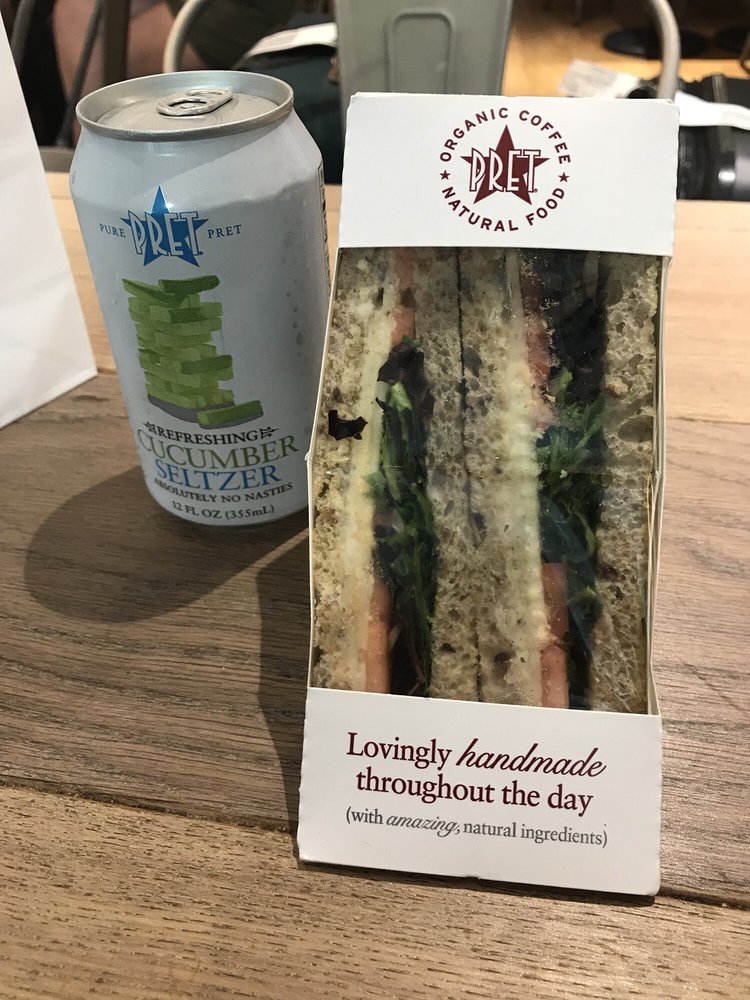 PURE PRET PRET
REFRESHING
CUCUMBER
SELTZER
ABSOLUTELY NO NASTIES
12 FL OZ (355mL)
ORGANIC COFFEE
PRET
NATURAL FOOD
Lovingly handmade
throughout the day
(with amazing, natural ingredients)